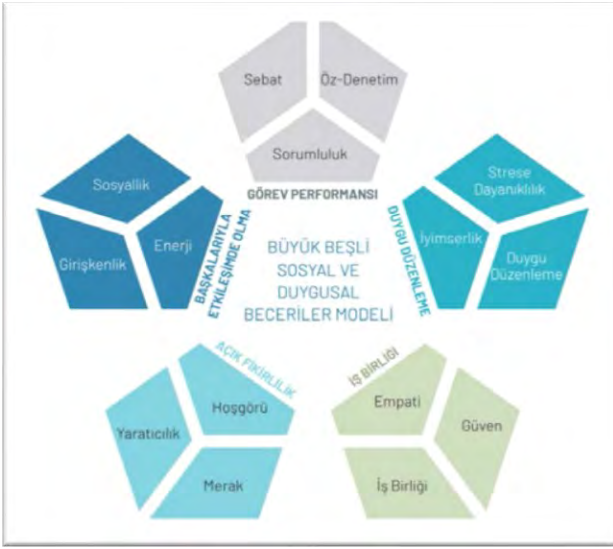 Sebat
Öz-Denetim
Sorumluluk
GÖREV PERFORMANSI
Sosyallik
Enerji
Girişkenlik
BAŞKALARIYLA
ETKİLEŞİMDE OLMA
Strese
Dayanıklılık
İyimserlik
Duygu
Düzenleme
DUYGU DÜZENLEME
BÜYÜK BEŞLİ
SOSYAL VE
DUYGUSAL
BECERİLER MODELİ
AÇIK FİKİRLİLİK
Hoşgörü
Yaratıcılık
Merak
İŞ BİRLİĞİ
Empati
Güven
İş Birliği